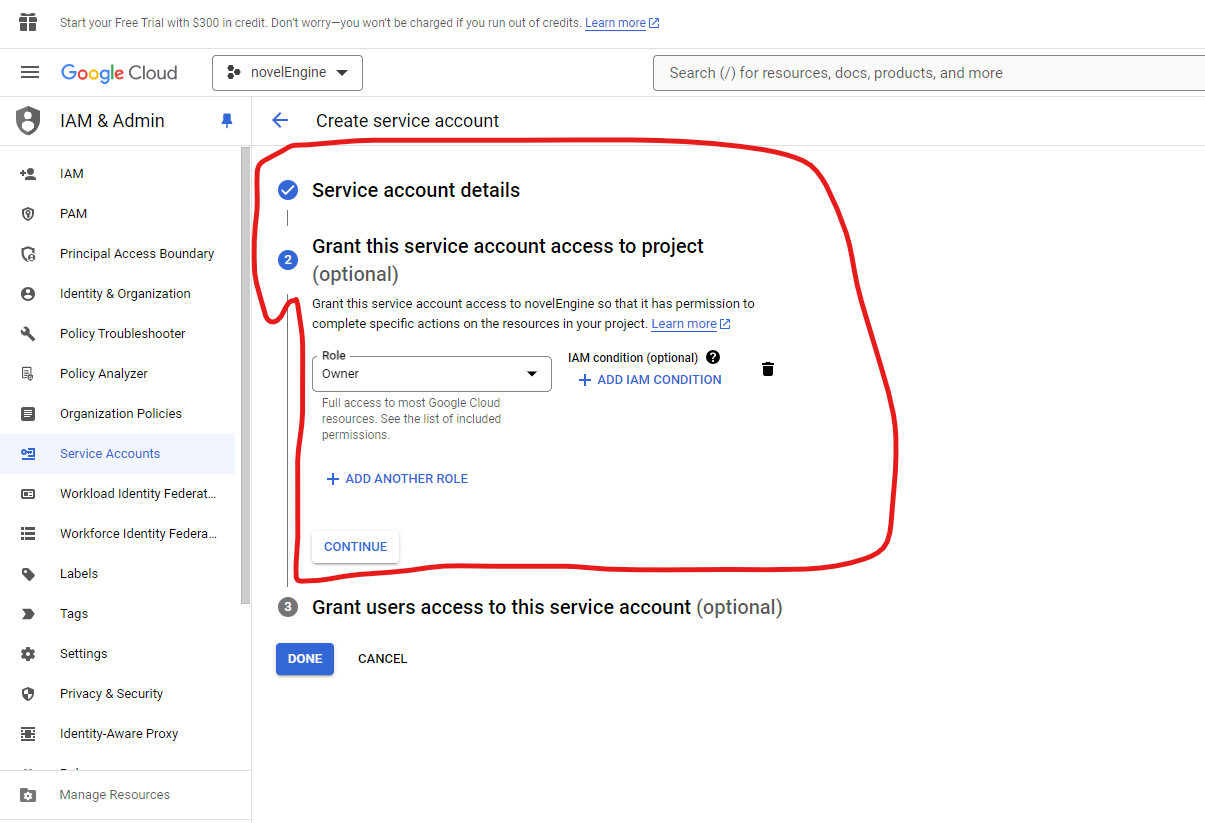 Start your Free Trial with $300 in credit. Don't worry—you won't be charged if you run out of credits. Learn more
Google Cloud
novelEngine
Search (/) for resources, docs, products, and more
IAM & Admin
Create service account
IAM
PAM
Principal Access Boundary
Identity & Organization
Policy Troubleshooter
Policy Analyzer
Organization Policies
Service Accounts
Workload Identity Federat...
Workforce Identity Federa...
Labels
Tags
Settings
Privacy & Security
Identity-Aware Proxy
Manage Resources
Service account details
2
Grant this service account access to project
(optional)
Grant this service account access to novelEngine so that it has permission to
complete specific actions on the resources in your project. Learn more
Role
Owner
IAM condition (optional)
ADD IAM CONDITION
Full access to most Google Cloud
resources. See the list of included
permissions.
ADD ANOTHER ROLE
CONTINUE
3 Grant users access to this service account (optional)
DONE CANCEL